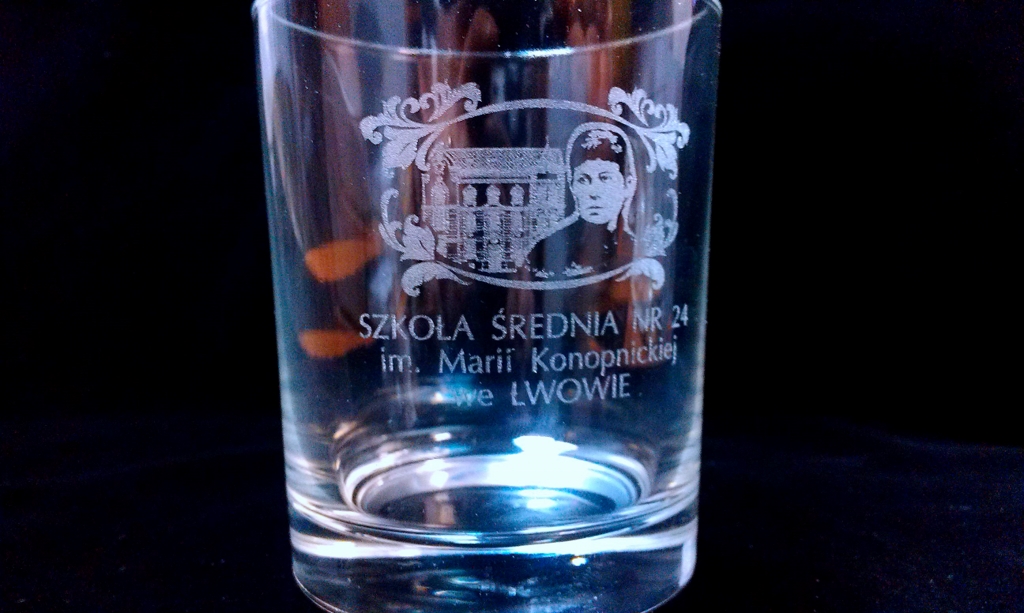 SZKOŁA ŚREDNIA NR 24
im. Marii Konopnickiej
we LWOWIE